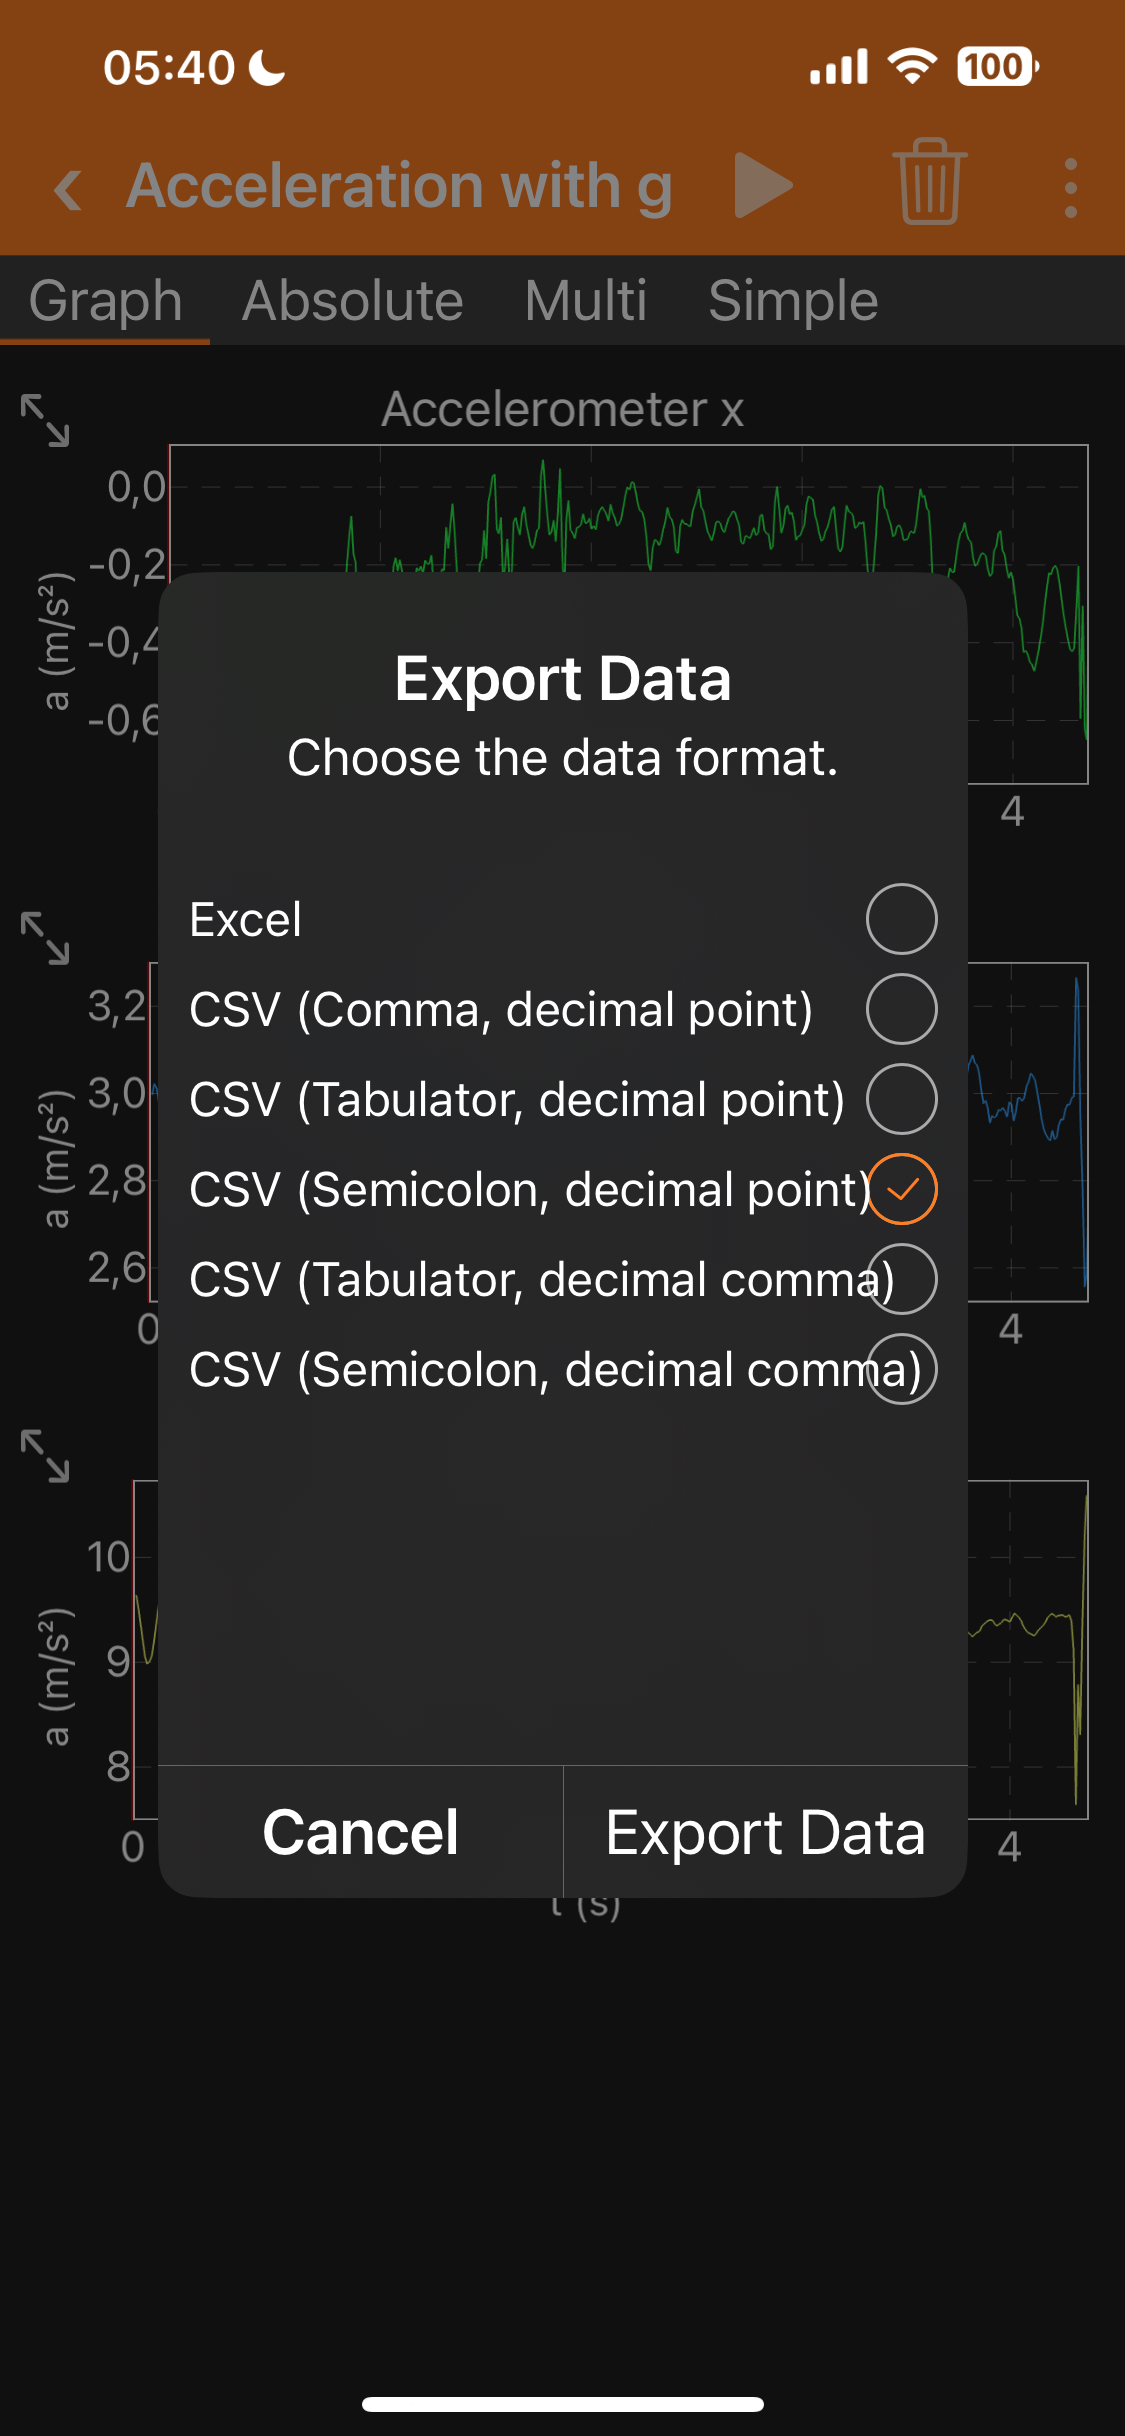 05:40
100
Acceleration with g
Graph Absolute Multi Simple
Accelerometer x
0,0
-0,2
-0,4
-0,6
a (m/s²)
4
Export Data
Choose the data format.
Excel
CSV (Comma, decimal point)
CSV (Tabulator, decimal point)
CSV (Semicolon, decimal point)
CSV (Tabulator, decimal comma)
CSV (Semicolon, decimal comma)
3,2
3,0
2,8
2,6
a (m/s²)
0 4
10
9
8
a (m/s²)
0 4
Cancel Export Data
t (s)